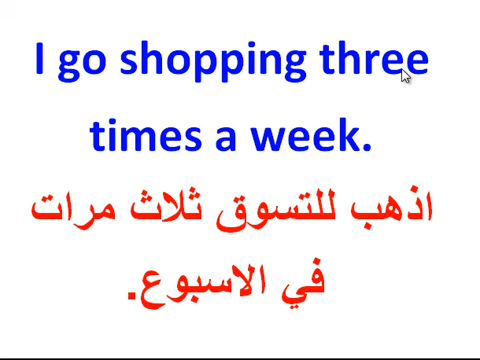 I go shopping three
times a week.
اذهب للتسوق ثلاث مرات
في الاسبوع.